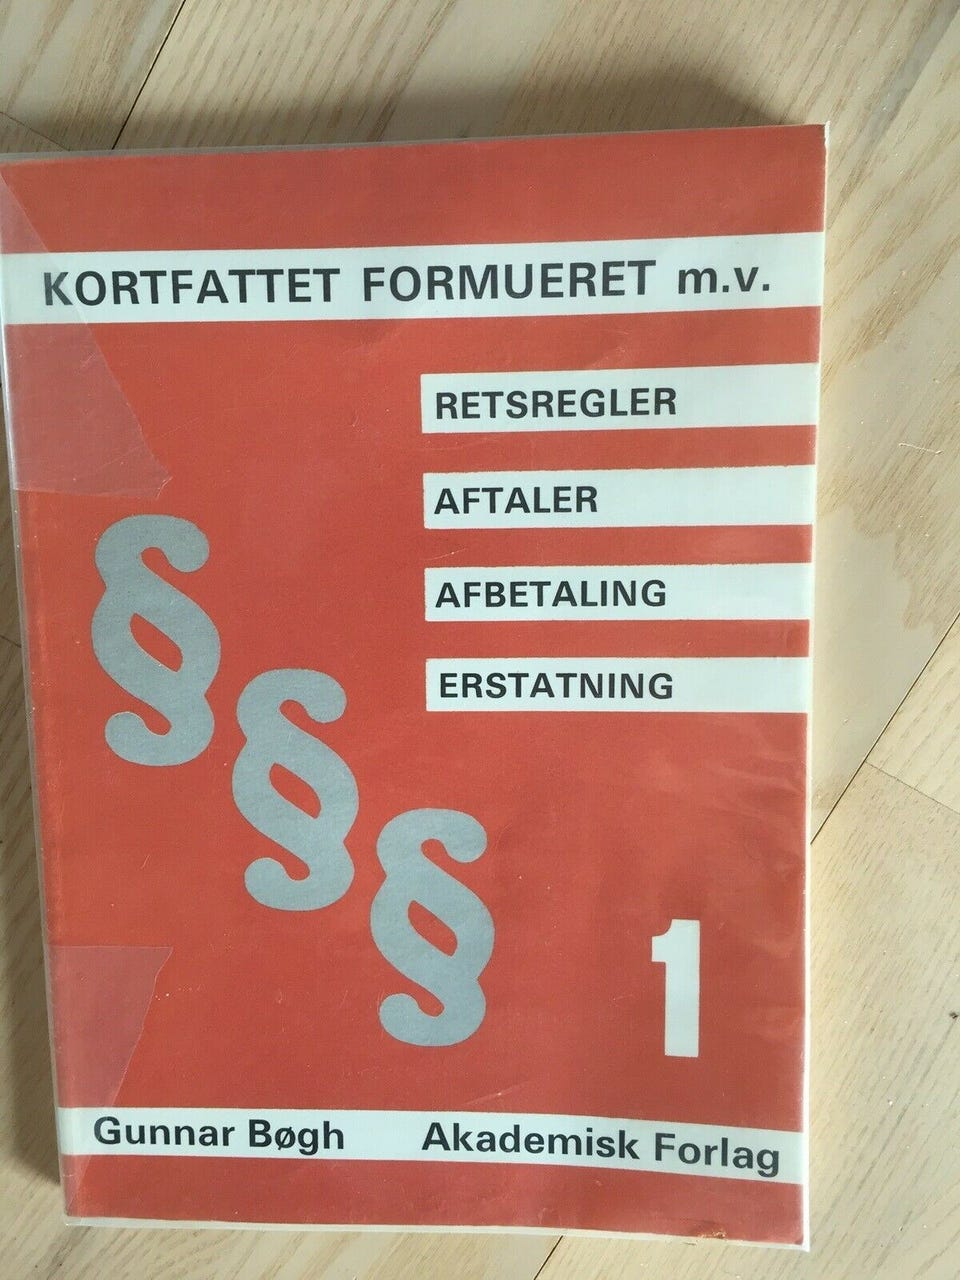 KORTFATTET FORMUERET m.v.
RETSREGLER
AFTALER
AFBETALING
ERSTATNING
§
§
§
1
Gunnar Bøgh Akademisk Forlag